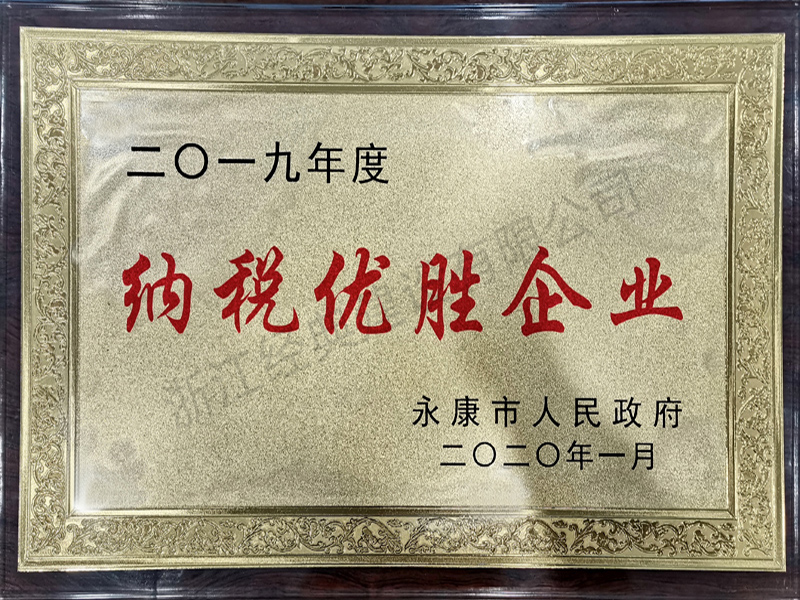 二〇一九年度
纳税优胜企业
永康市人民政府
二〇二〇年一月